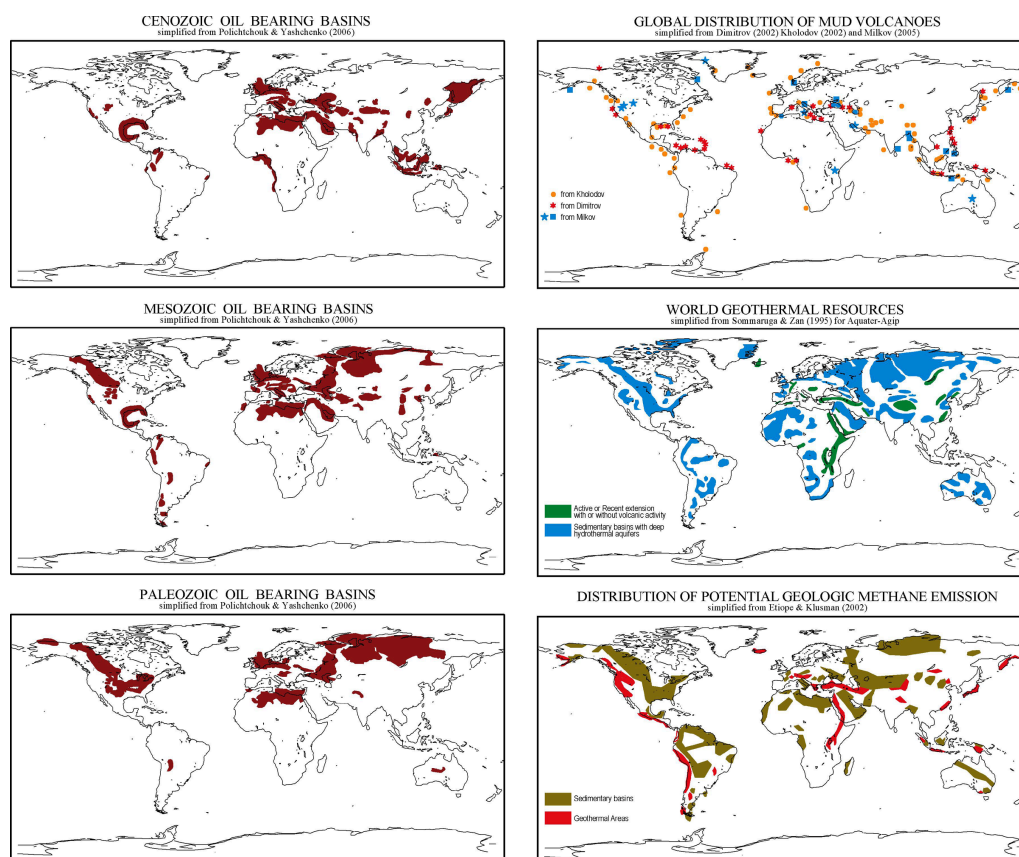 CENOZOIC OIL BEARING BASINS
simplified from Polichtchouk & Yashchenko (2006)
GLOBAL DISTRIBUTION OF MUD VOLCANOES
simplified from Dimitrov (2002) Kholodov (2002) and Milkov (2005)
from Kholodov
from Dimitrov
from Milkov
MESOZOIC OIL BEARING BASINS
simplified from Polichtchouk & Yashchenko (2006)
WORLD GEOTHERMAL RESOURCES
simplified from Sommaruga & Zan (1995) for Aquater-Agip
Active or Recent extension
with or without volcanic activity
Sedimentary basins with deep
hydrothermal aquifers
PALEOZOIC OIL BEARING BASINS
simplified from Polichtchouk & Yashchenko (2006)
DISTRIBUTION OF POTENTIAL GEOLOGIC METHANE EMISSION
simplified from Etiope & Klusman (2002)
Sedimentary basins
Geothermal Areas